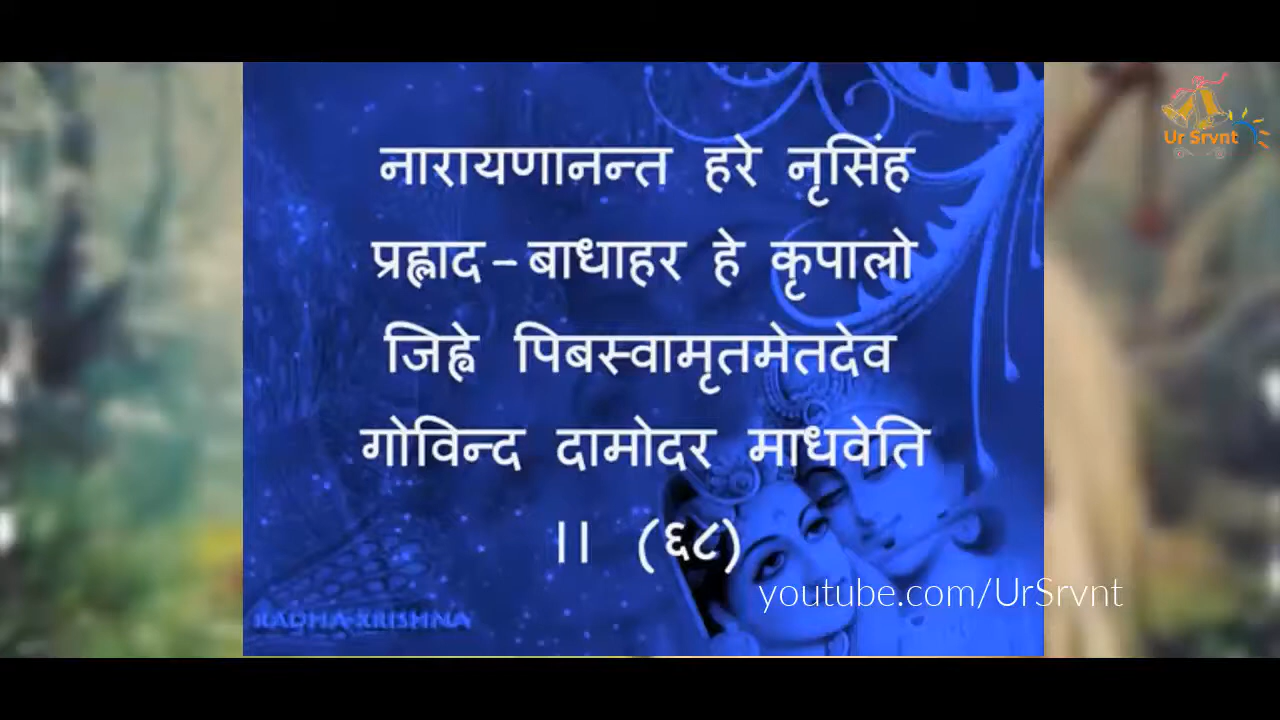 Ur Srvnt
नारायणानन्त हरे नृसिंह
प्रह्लाद-बाधाहर हे कृपालो
जिह्वे पिबस्वामृतमेतदेव
गोविन्द दामोदर माधवेति
।। (६८)
youtube.com/UrSrvnt
RADHA-KRISHNA